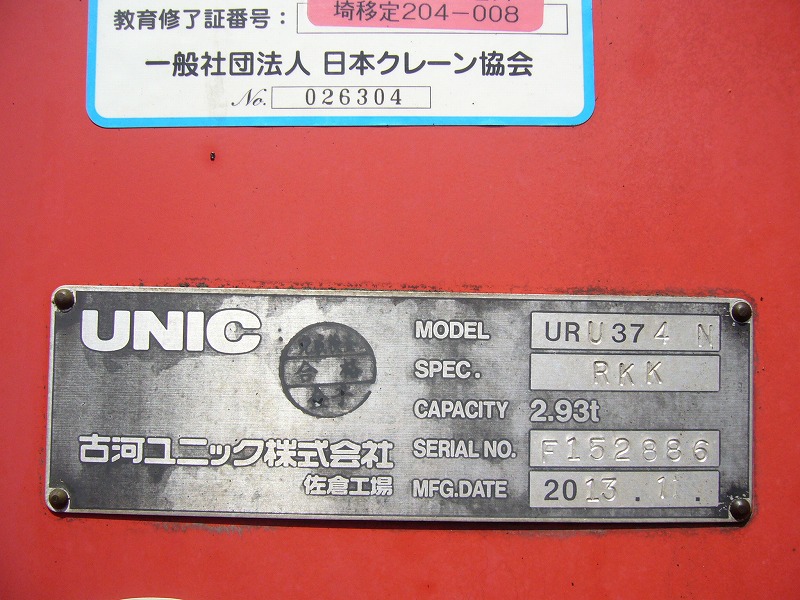 教育修了証番号：
埼移定204-008
一般社団法人 日本クレーン協会
No. 026304
UNIC
合格
MODEL URU374 N
SPEC. RKK
CAPACITY 2.93t
古河ユニック株式会社
SERIAL NO. F152886
佐倉工場
MFG.DATE 2013.11.